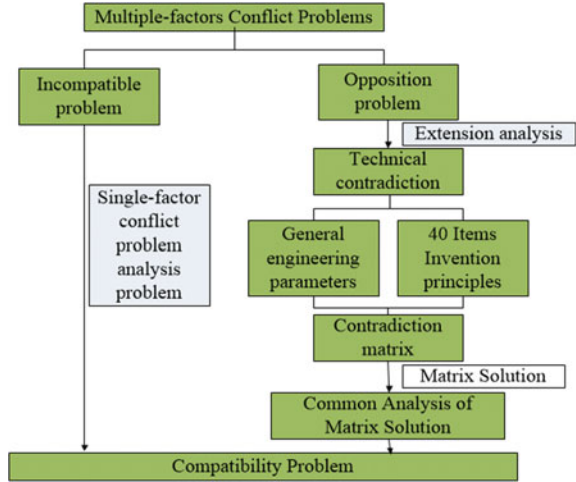 Multiple-factors Conflict Problems
Incompatible
problem
Opposition
problem
Extension analysis
Technical
contradiction
Single-factor
conflict
problem
analysis
problem
General
engineering
parameters
40 Items
Invention
principles
Contradiction
matrix
Matrix Solution
Common Analysis of
Matrix Solution
Compatibility Problem